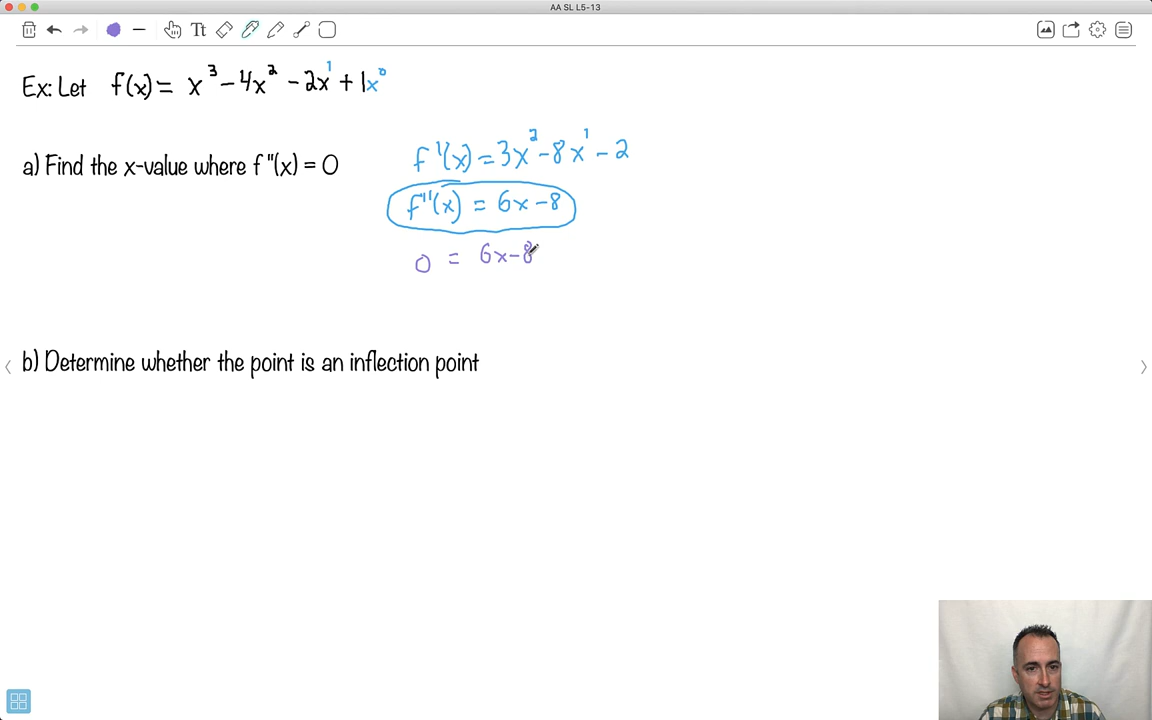 AA SL L5-13
Tt
Ex: Let f(x) = x³ - 4x² - 2x¹ + 1x⁰
f'(x) = 3x² - 8x¹ - 2
a) Find the x-value where f "(x) = 0
f''(x) = 6x - 8
0 = 6x - 8
b) Determine whether the point is an inflection point